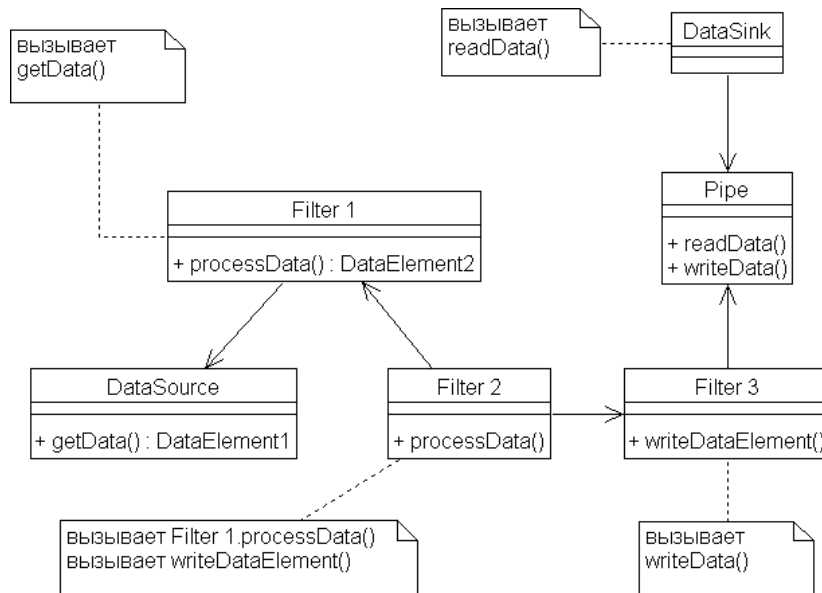 вызывает
getData()
вызывает
readData()
DataSink
Filter 1
+ processData() : DataElement2
Pipe
+ readData()
+ writeData()
DataSource
+ getData() : DataElement1
Filter 2
+ processData()
Filter 3
+ writeDataElement()
вызывает Filter 1.processData()
вызывает writeDataElement()
вызывает
writeData()